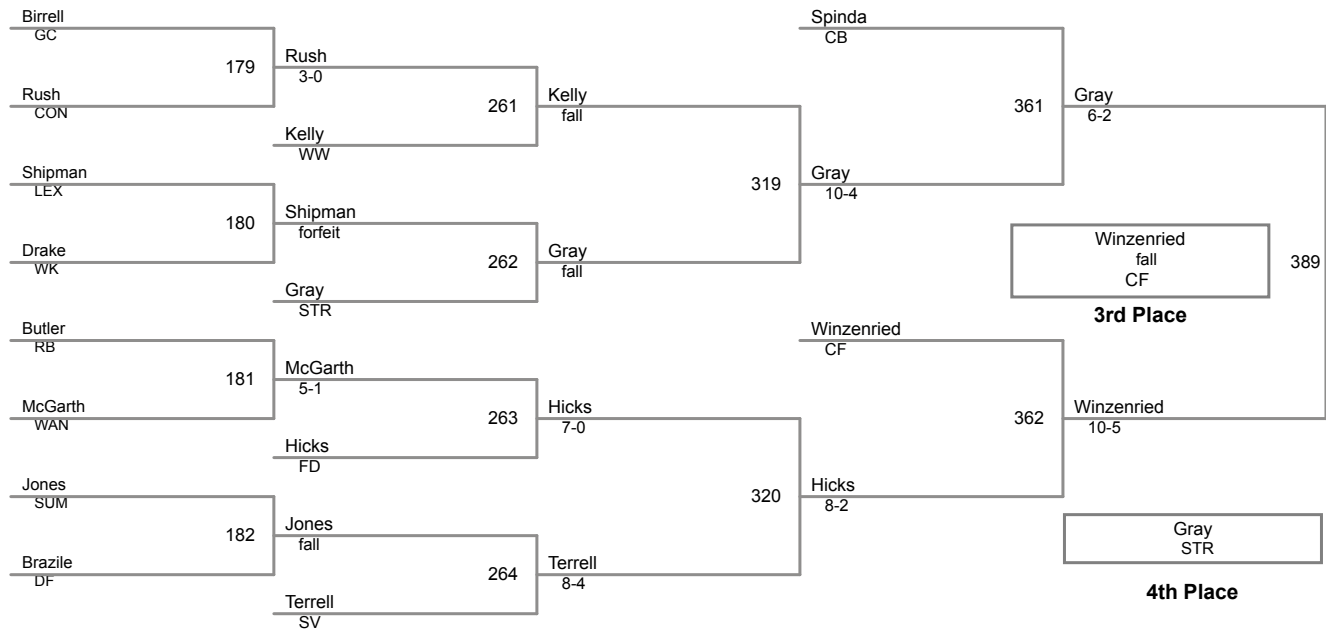 Birrell
GC
179
Rush
CON
Rush
3-0
261
Kelly
WW
Kelly
fall
Shipman
LEX
180
Drake
WK
Shipman
forfeit
262
Gray
STR
Gray
fall
319
Butler
RB
181
McGarth
WAN
McGarth
5-1
263
Hicks
FD
Hicks
7-0
Jones
SUM
182
Brazile
DF
Jones
fall
264
Terrell
SV
Terrell
8-4
320
Spinda
CB
361
Gray
10-4
Gray
6-2
Winzenried
CF
362
Hicks
8-2
Winzenried
10-5
389
Winzenried
fall
CF
3rd Place
Gray
STR
4th Place